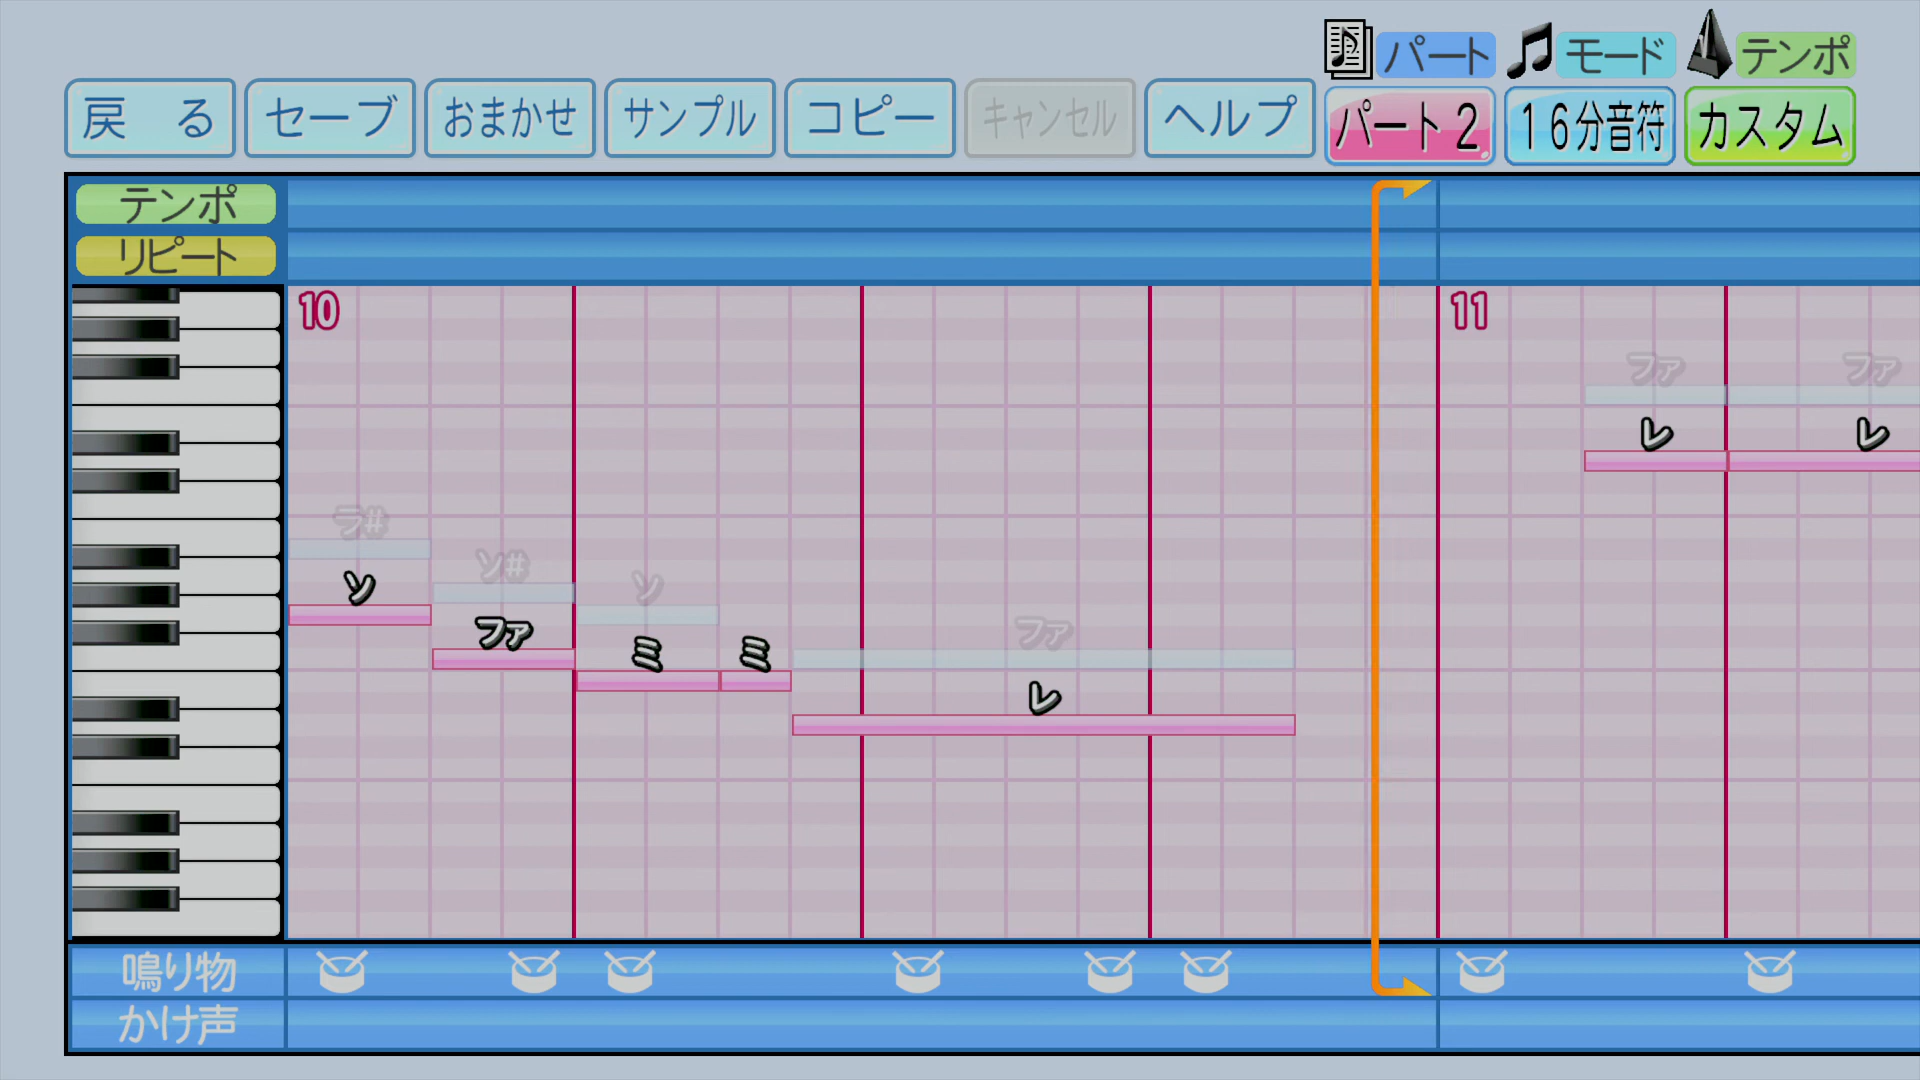 パート モード テンポ
戻る セーブ おまかせ サンプル コピー キャンセル ヘルプ パート2 16分音符 カスタム
テンポ
リピート
10 11
ファ ファ
レ レ
ラ#
ソ# 
ソ ソ
ファ ミ ミ ファ
レ
鳴り物
かけ声